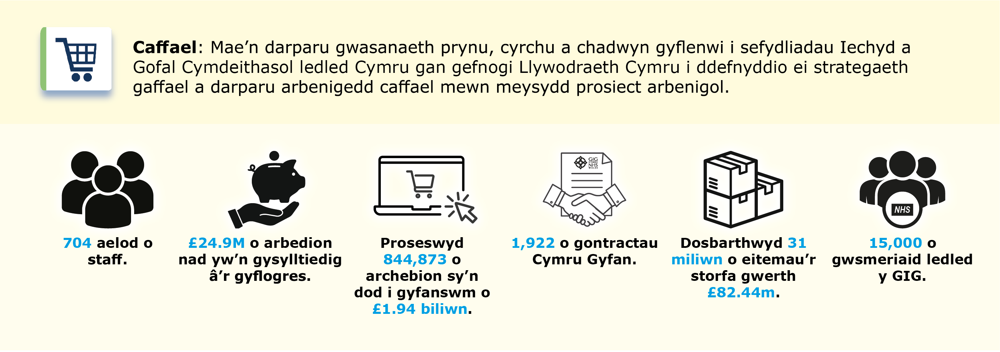 Caffael: Mae’n darparu gwasanaeth prynu, cyrchu a chadwyn gyflenwi i sefydliadau Iechyd a
Gofal Cymdeithasol ledled Cymru gan gefnogi Llywodraeth Cymru i ddefnyddio ei strategaeth
gaffael a darparu arbenigedd caffael mewn meysydd prosiect arbenigol.
704 aelod o
staff.
£24.9M o arbedion
nad yw’n gysylltiedig
â’r gyflogres.
Proseswyd
844,873 o
archebion sy’n
dod i gyfanswm o
£1.94 biliwn.
GIG
CYMRU
NHS
WALES
1,922 o gontractau
Cymru Gyfan.
Dosbarthwyd 31
miliwn o eitemau’r
storfa gwerth
£82.44m.
NHS
15,000 o
gwsmeriaid ledled
y GIG.